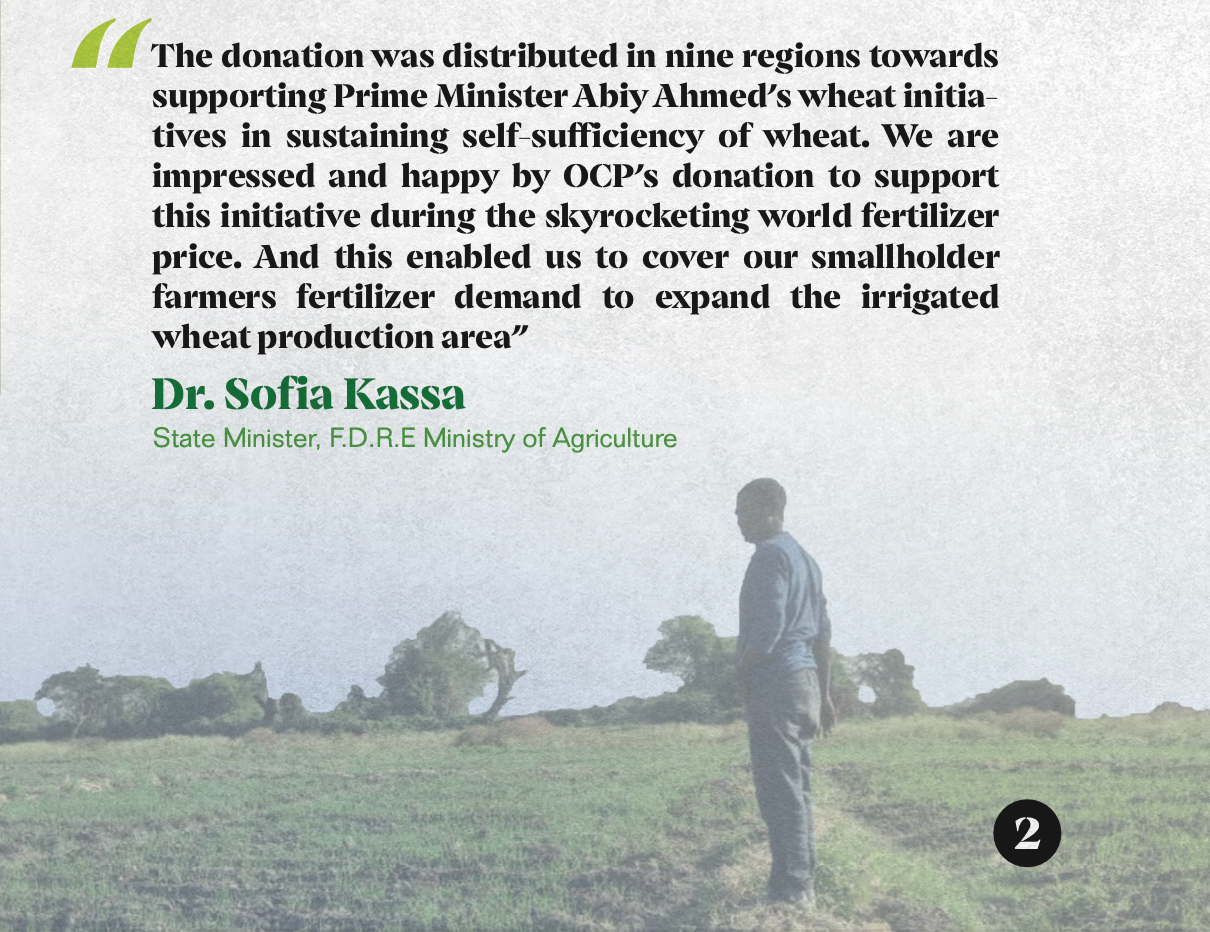 “The donation was distributed in nine regions towards
supporting Prime Minister Abiy Ahmed’s wheat initia-
tives in sustaining self-sufficiency of wheat. We are
impressed and happy by OCP’s donation to support
this initiative during the skyrocketing world fertilizer
price. And this enabled us to cover our smallholder
farmers fertilizer demand to expand the irrigated
wheat production area”
Dr. Sofia Kassa
State Minister, F.D.R.E Ministry of Agriculture
2